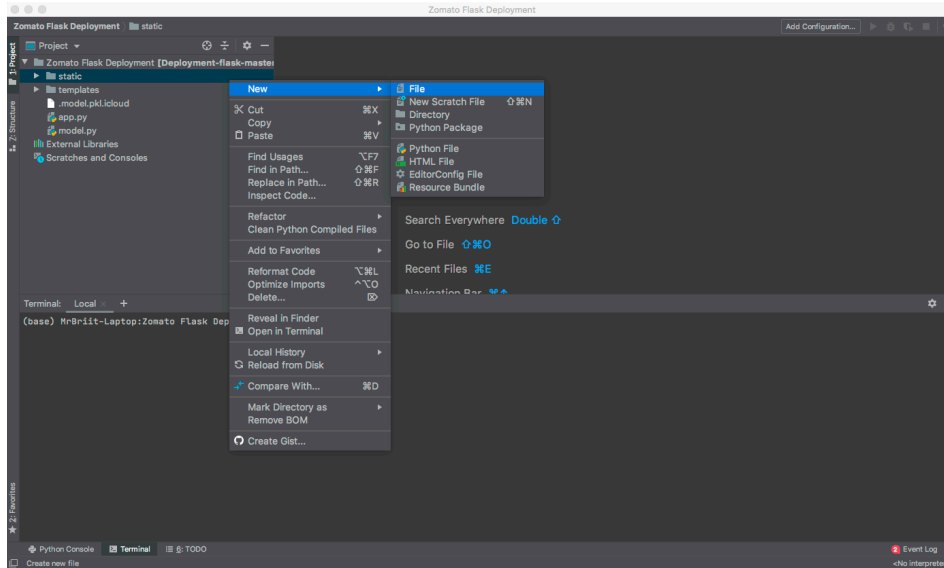 Zomato Flask Deployment
Zomato Flask Deployment static
Add Configuration...
1: Project
2: Structure
2: Favorites
Project
Zomato Flask Deployment [Deployment-flask-master
static
templates
.model.pkl.icloud
app.py
model.py
External Libraries
Scratches and Consoles
New
Cut ⌘X
Copy
Paste ⌘V
Find Usages ⌥F7
Find in Path... ⇧⌘F
Replace in Path... ⇧⌘R
Inspect Code...
Refactor
Clean Python Compiled Files
Add to Favorites
Reformat Code ⌥⌘L
Optimize Imports ^⌥O
Delete... ⌦
Reveal in Finder
Open in Terminal
Local History
Reload from Disk
Compare With... ⌘D
Mark Directory as
Remove BOM
Create Gist...
File
New Scratch File ⇧⌘N
Directory
Python Package
Python File
HTML File
EditorConfig File
Resource Bundle
Search Everywhere Double ⇧
Go to File ⇧⌘O
Recent Files ⌘E
Navigation Bar ⌘↑
Terminal: Local × +
(base) MrBriit-Laptop:Zomato Flask Dep
Python Console Terminal 6: TODO
2 Event Log
Create new file
<No interprete